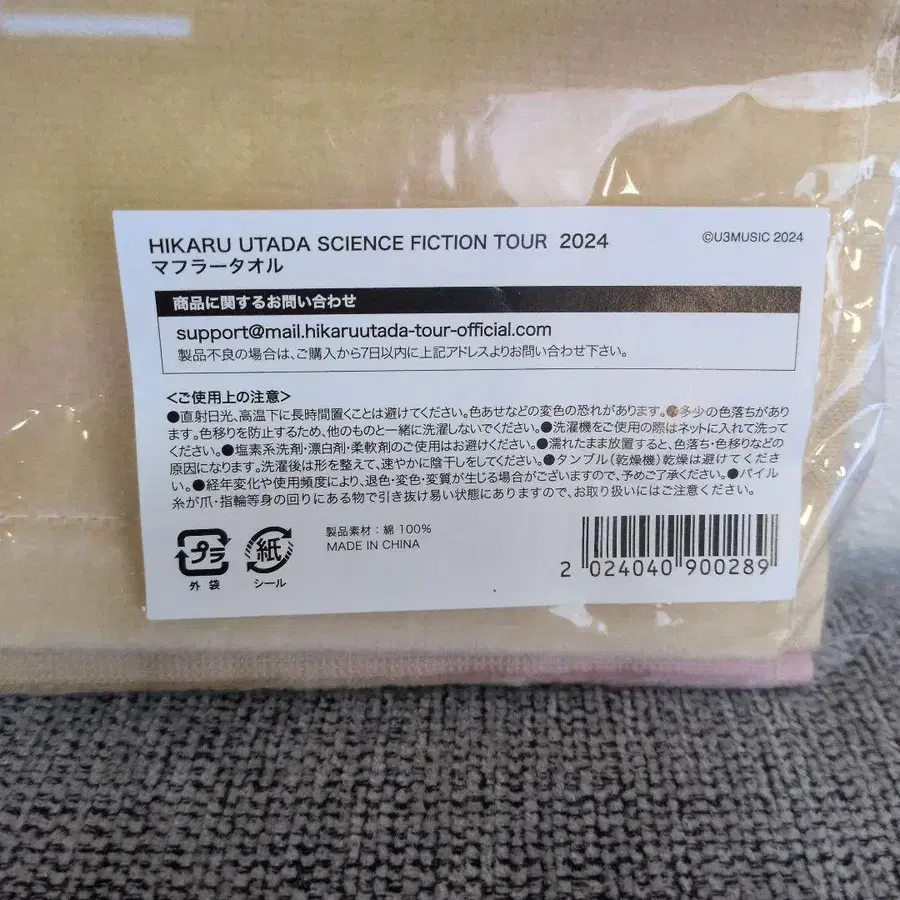 HIKARU UTADA SCIENCE FICTION TOUR 2024
©U3MUSIC 2024
マフラータオル
商品に関するお問い合わせ
support@mail.hikaruutada-tour-official.com
製品不良の場合は、ご購入から7日以内に上記アドレスよりお問い合わせ下さい。
<ご使用上の注意>
●直射日光、高温下に長時間置くことは避けてください。色あせなどの変色の恐れがあります。●多少の色落ちがあり
ます。色移りを防止するため、他のものと一緒に洗濯しないでください。●洗濯機をご使用の際はネットに入れて洗って
ください。●塩素系洗剤・漂白剤・柔軟剤のご使用はお避けください。●濡れたまま放置すると、色落ち・色移りなどの
原因になります。洗濯後は形を整えて、速やかに陰干しをしてください。●タンブル(乾燥機)乾燥は避けてくださ
い。●経年変化や使用頻度により、退色・変色・変質が生じる場合がございますので、予めご了承ください。●パイル
糸が爪・指輪等身の回りにある物で引き抜け易い状態にありますので、お取り扱いにはご注意ください。
プラ
外袋
紙
シール
製品素材:綿 100%
MADE IN CHINA
2 024040 900289